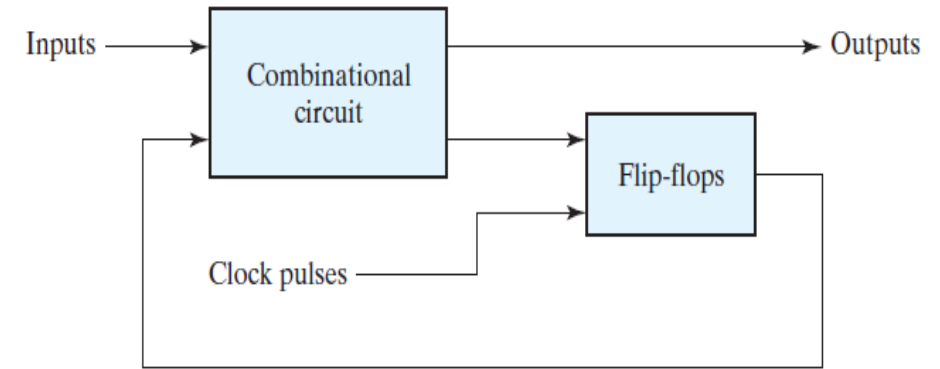 Inputs
Outputs
Combinational
circuit
Flip-flops
Clock pulses